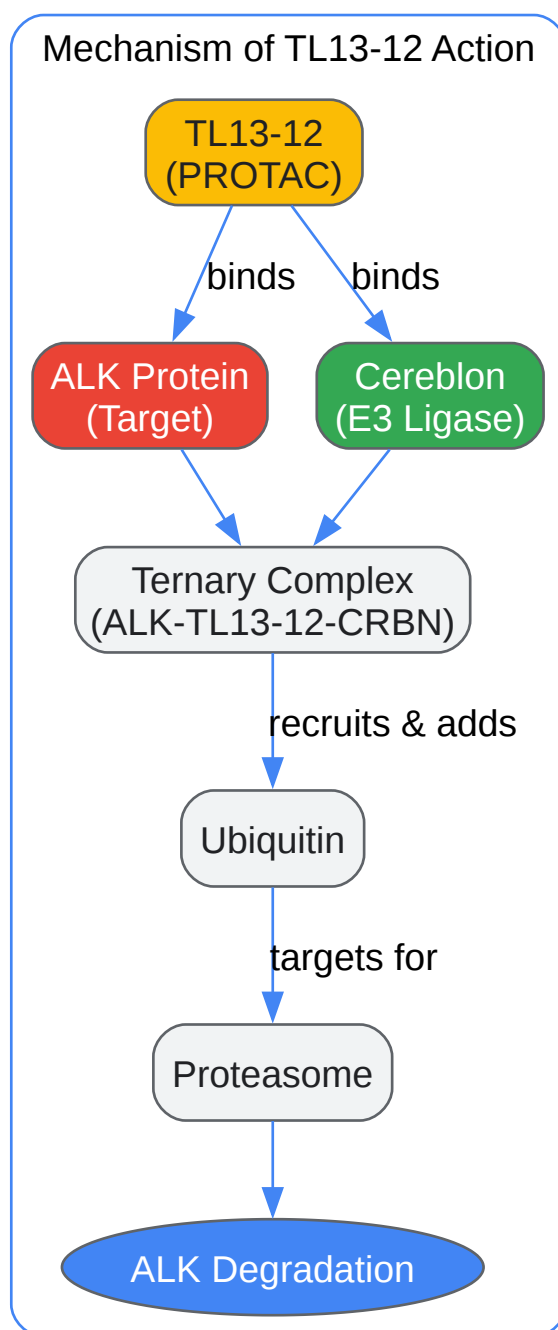 Mechanism of TL13-12 Action
TL13-12
(PROTAC)
binds
binds
ALK Protein
(Target)
Cereblon
(E3 Ligase)
Ternary Complex
(ALK-TL13-12-CRBN)
recruits & adds
Ubiquitin
targets for
Proteasome
ALK Degradation